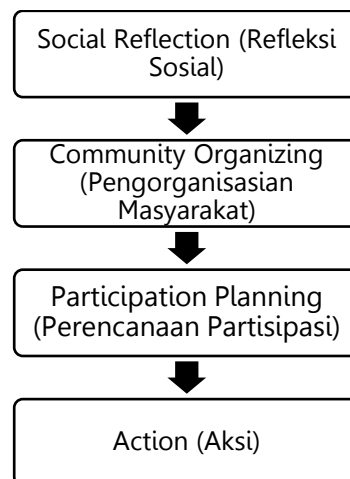 Social Reflection (Refleksi
Sosial)
Community Organizing
(Pengorganisasian
Masyarakat)
Participation Planning
(Perencanaan Partisipasi)
Action (Aksi)